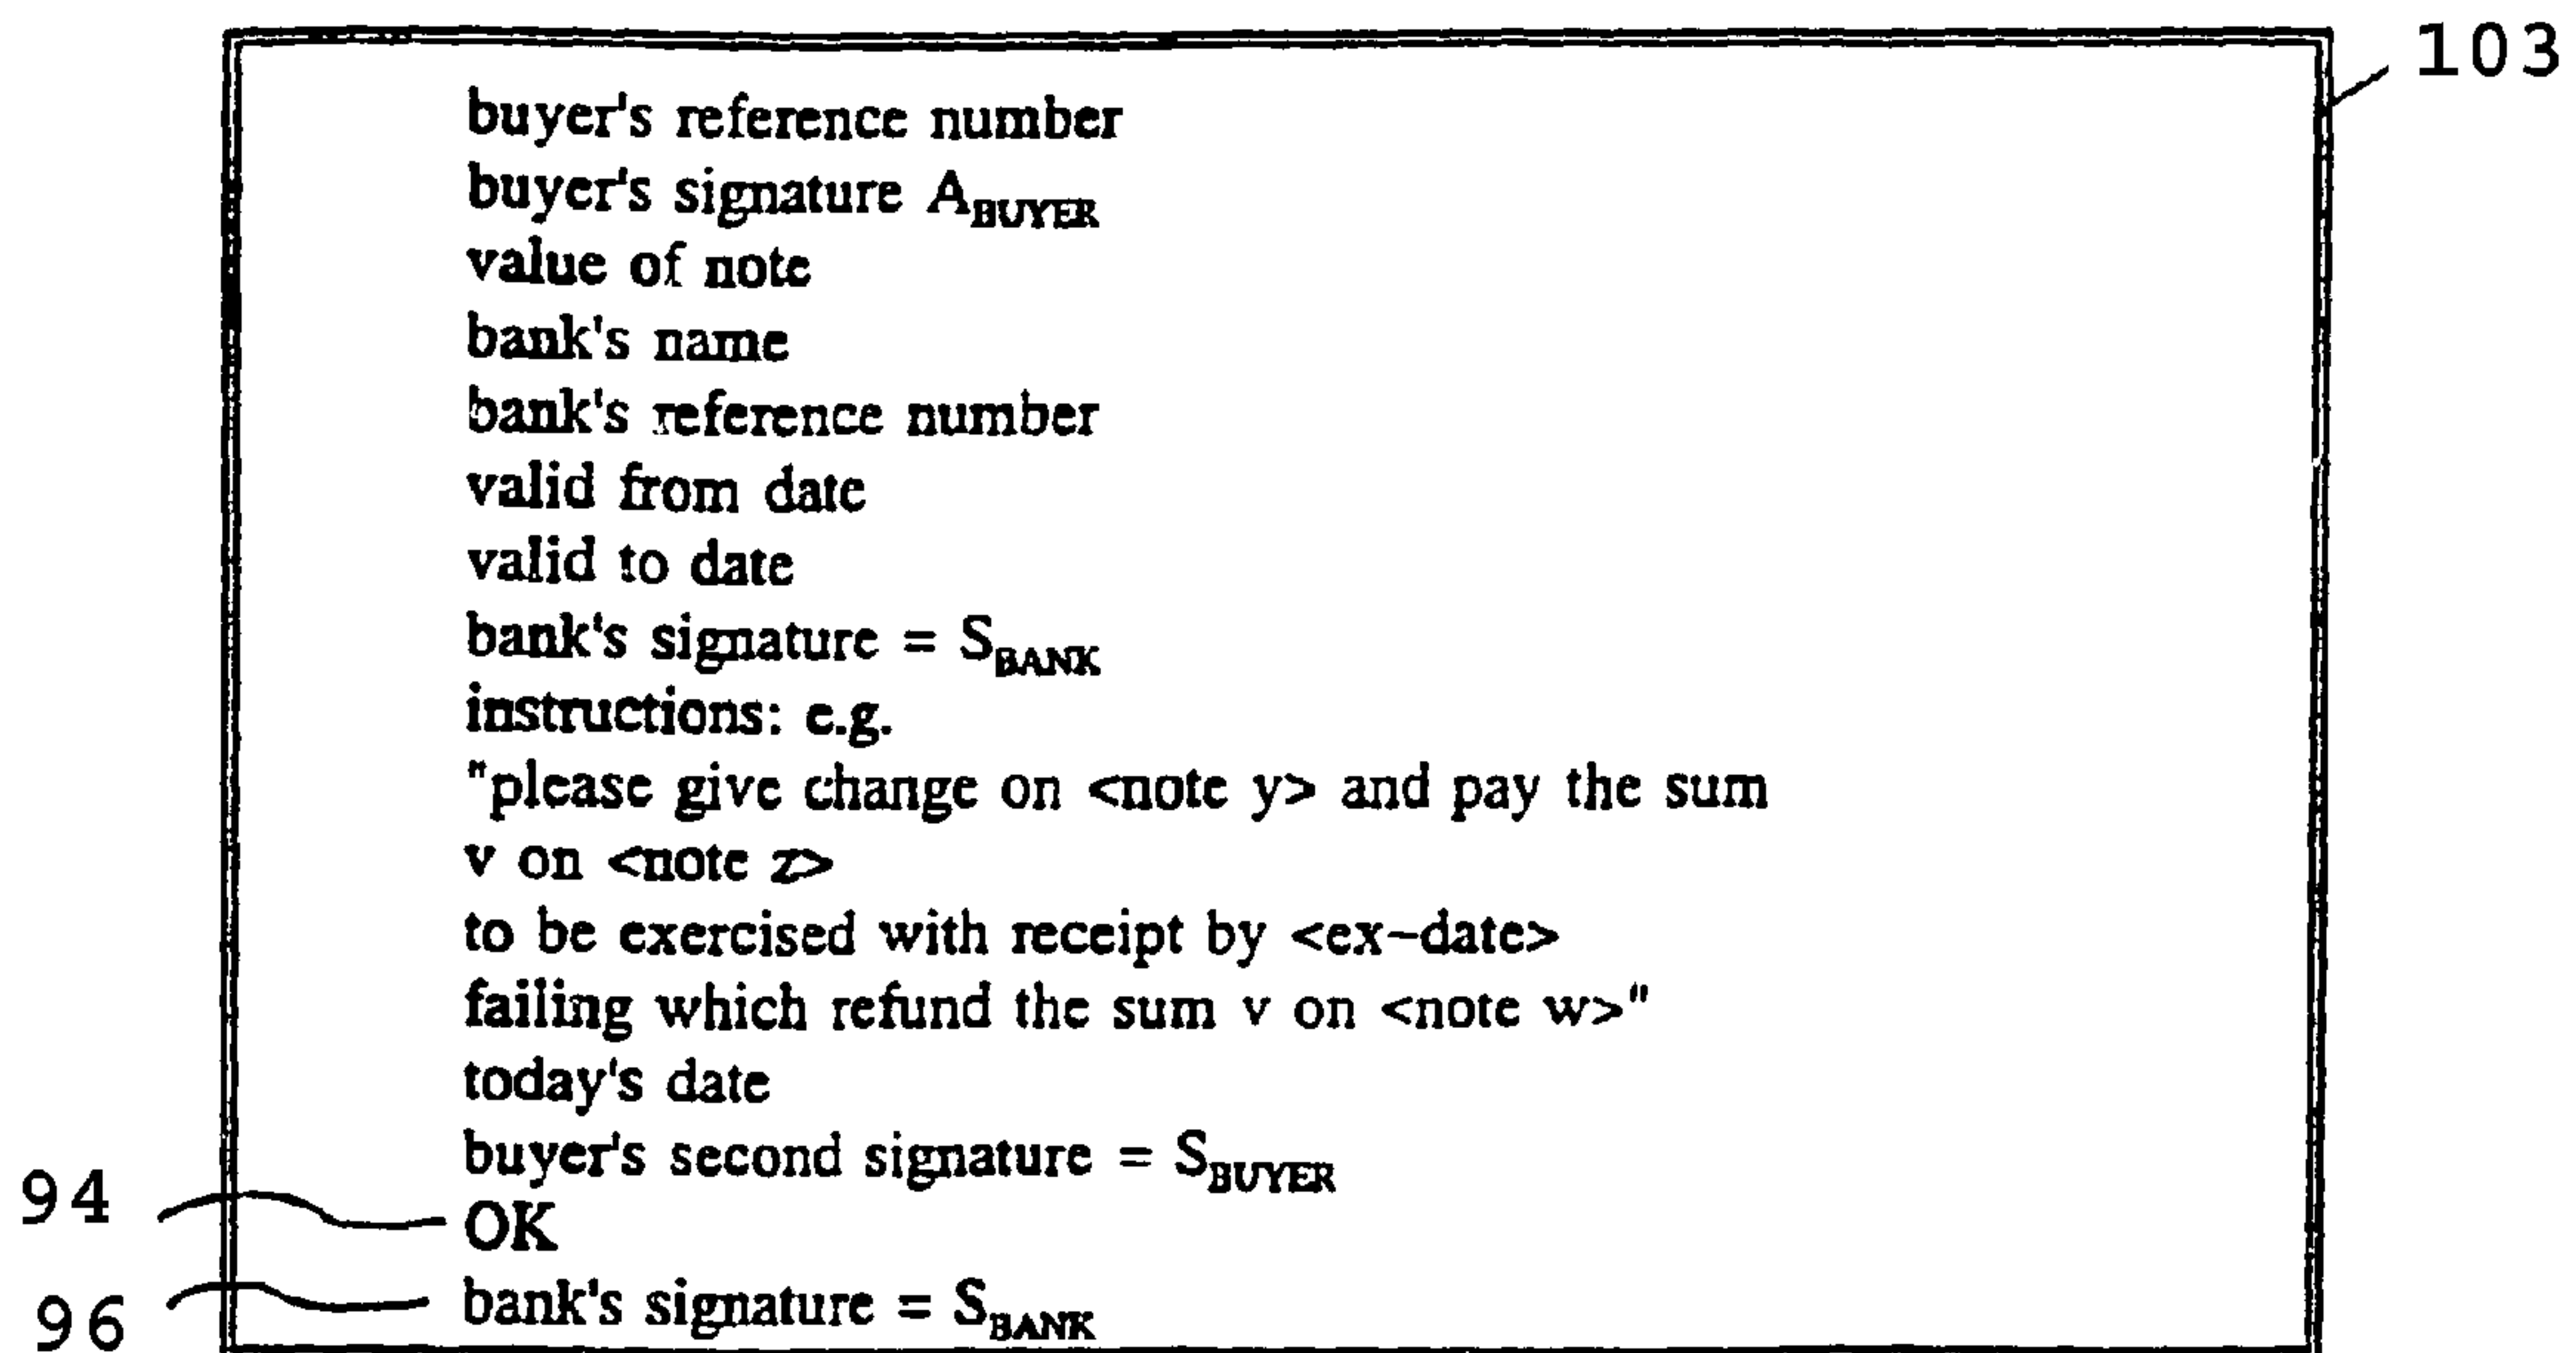 103
buyer's reference number
buyer's signature A_BUYER
value of note
bank's name
bank's reference number
valid from date
valid to date
bank's signature = S_BANK
instructions: e.g.
"please give change on <note y> and pay the sum
v on <note z>
to be exercised with receipt by <ex-date>
failing which refund the sum v on <note w>"
today's date
buyer's second signature = S_BUYER
94 OK
96 bank's signature = S_BANK